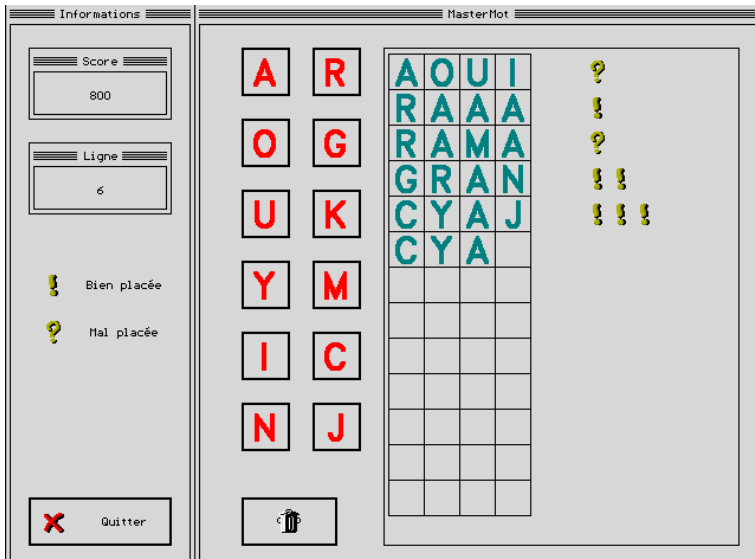 Informations
MasterMot
Score
800
Ligne
6
! Bien placée
? Mal placée
Quitter
A R
O G
U K
Y M
I C
N J
A O U I ?
R A A A !
R A M A ?
G R A N ! !
C Y A J ! ! !
C Y A